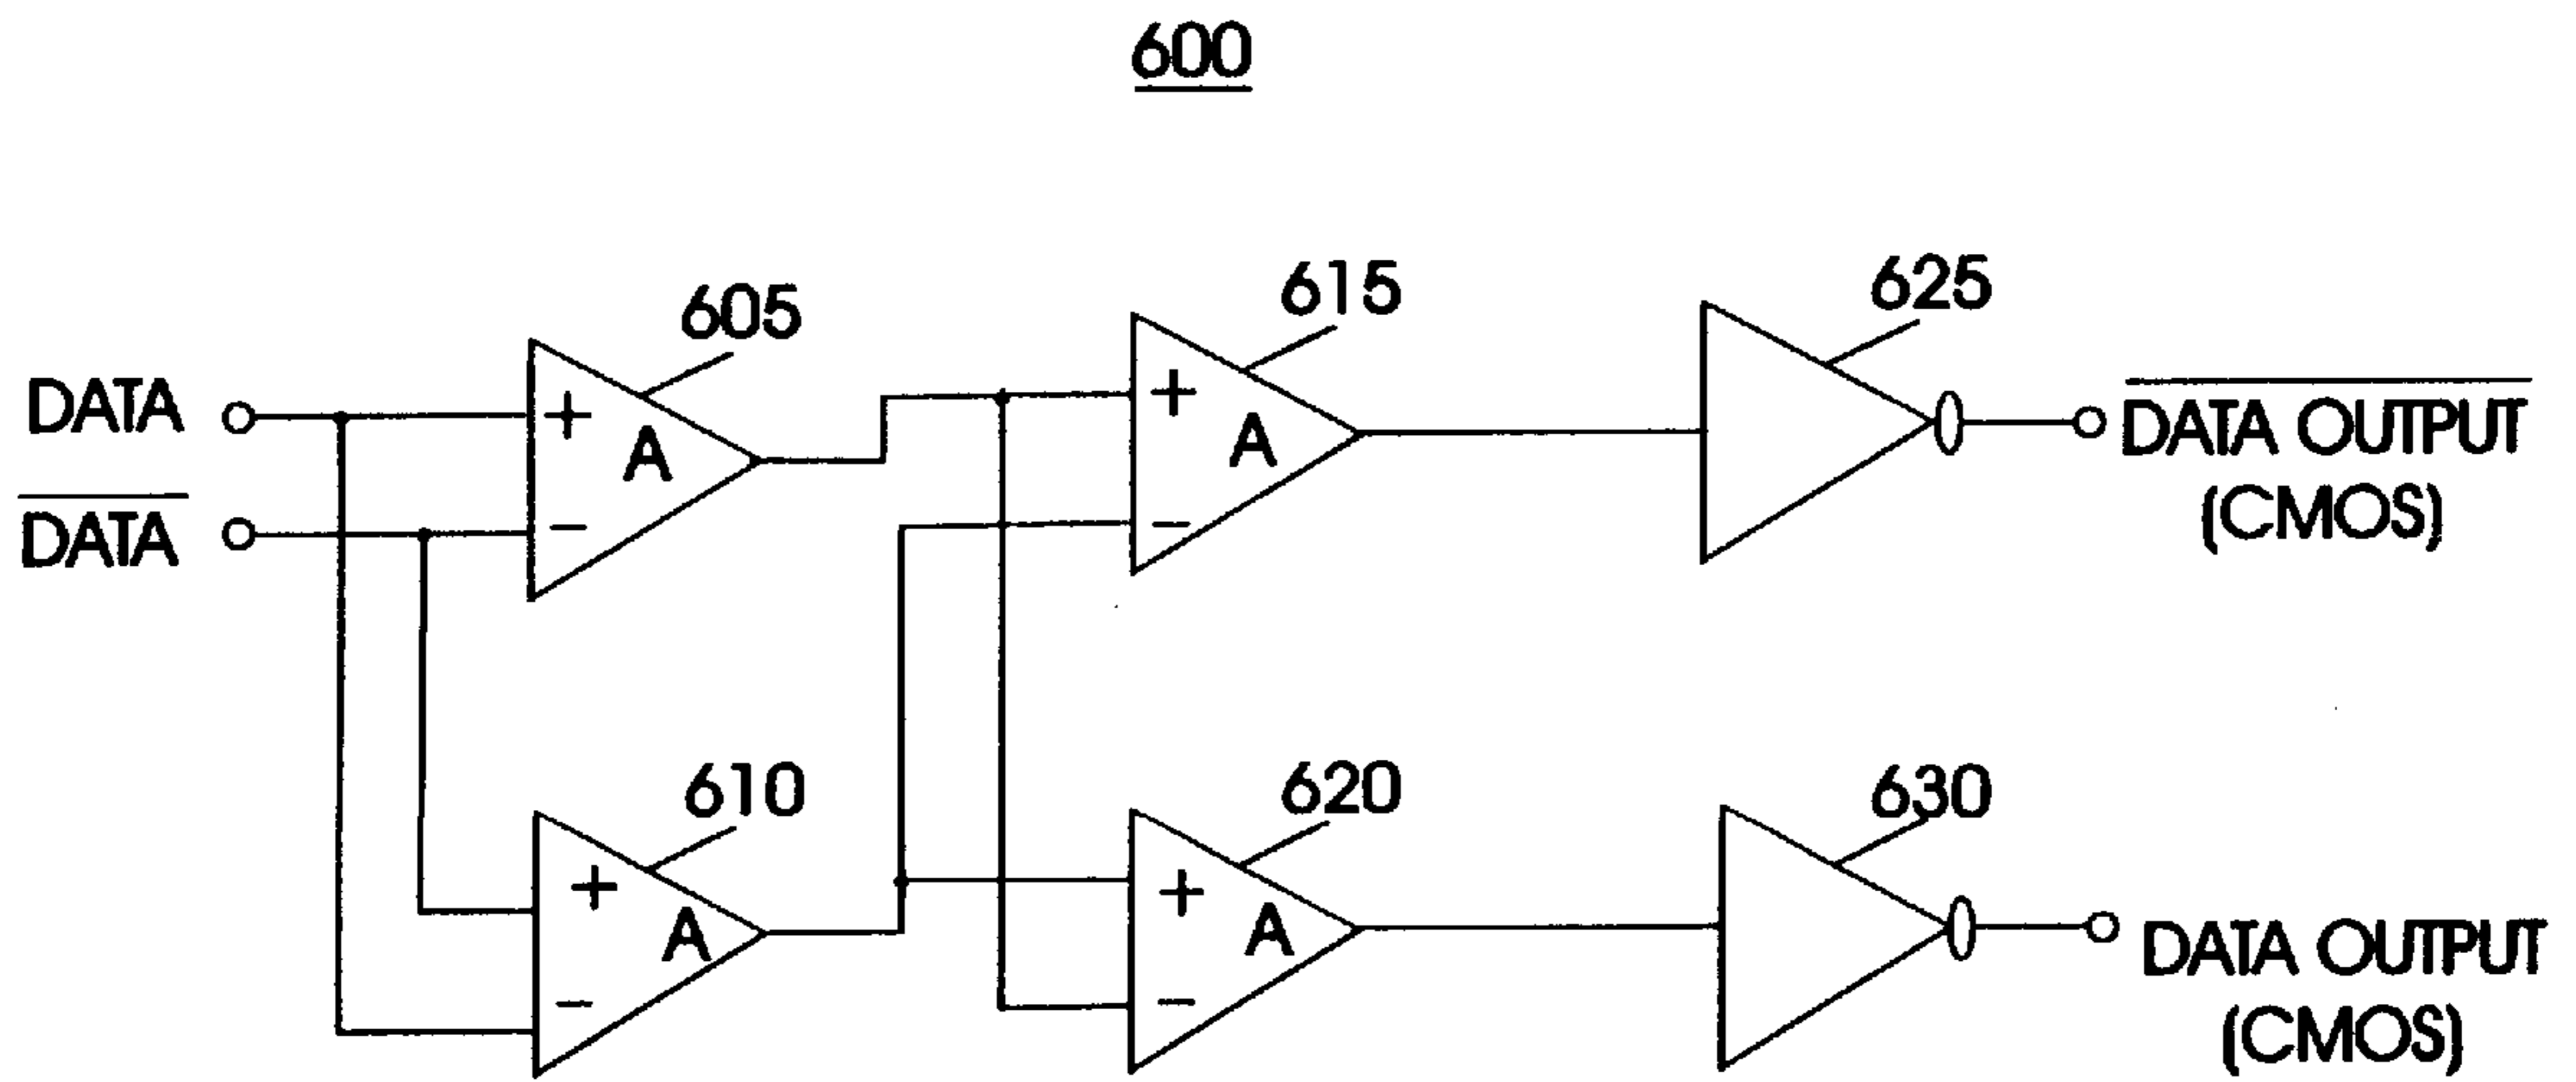 600
605
615
625
DATA
+
A
−
+
A
−
DATA OUTPUT
(CMOS)
DATA
610
620
630
+
A
−
+
A
−
DATA OUTPUT
(CMOS)